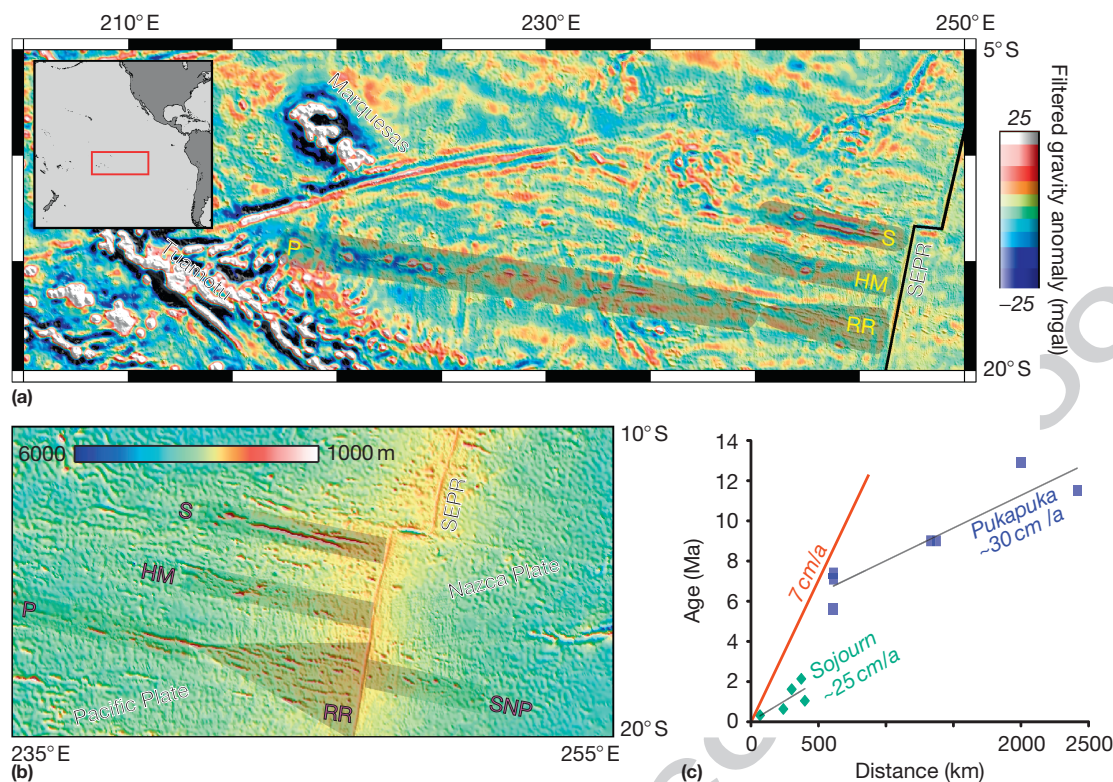 210° E
230° E
250° E
5° S
Marquesas
Tuamotu
P
S
HM
RR
SEPR
20° S
Filtered gravity anomaly (mgal)
25
–25
(a)
6000
1000 m
10° S
S
SEPR
HM
Nazca Plate
P
Pacific Plate
RR
SNP
20° S
235° E
255° E
(b)
14
12
10
8
6
4
2
0
Age (Ma)
7 cm/a
Pukapuka
~30 cm /a
Sojourn
~25 cm/a
0
500
2000
2500
Distance (km)
(c)